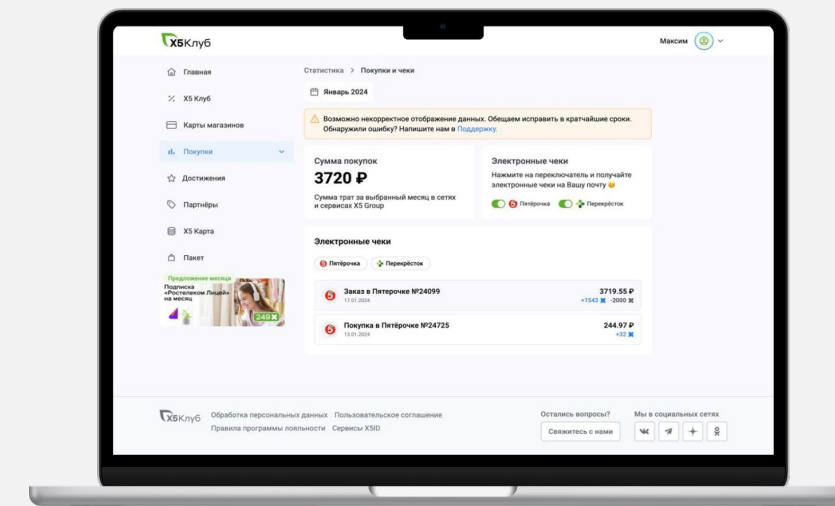 X5Клуб
Максим
Главная
X5 Клуб
Карты магазинов
Покупки
Достижения
Партнёры
X5 Карта
Пакет
Предложение месяца
Подписка
«Ростелеком Лицей»
на месяц
249
Статистика > Покупки и чеки
Январь 2024
Возможно некорректное отображение данных. Обещаем исправить в кратчайшие сроки.
Обнаружили ошибку? Напишите нам в Поддержку.
Сумма покупок
3720 ₽
Сумма трат за выбранный месяц в сетях
и сервисах X5 Group
Электронные чеки
Нажмите на переключатель и получайте
электронные чеки на Вашу почту
5 Пятёрочка Перекрёсток
Электронные чеки
5 Пятёрочка Перекрёсток
5 Заказ в Пятерочке №24099 3719.55 ₽
17.01.2024 +1543 -2000
5 Покупка в Пятёрочке №24725 244.97 ₽
13.01.2024 +32
X5Клуб
Обработка персональных данных Пользовательское соглашение
Правила программы лояльности Сервисы X5ID
Остались вопросы?
Свяжитесь с нами
Мы в социальных сетях